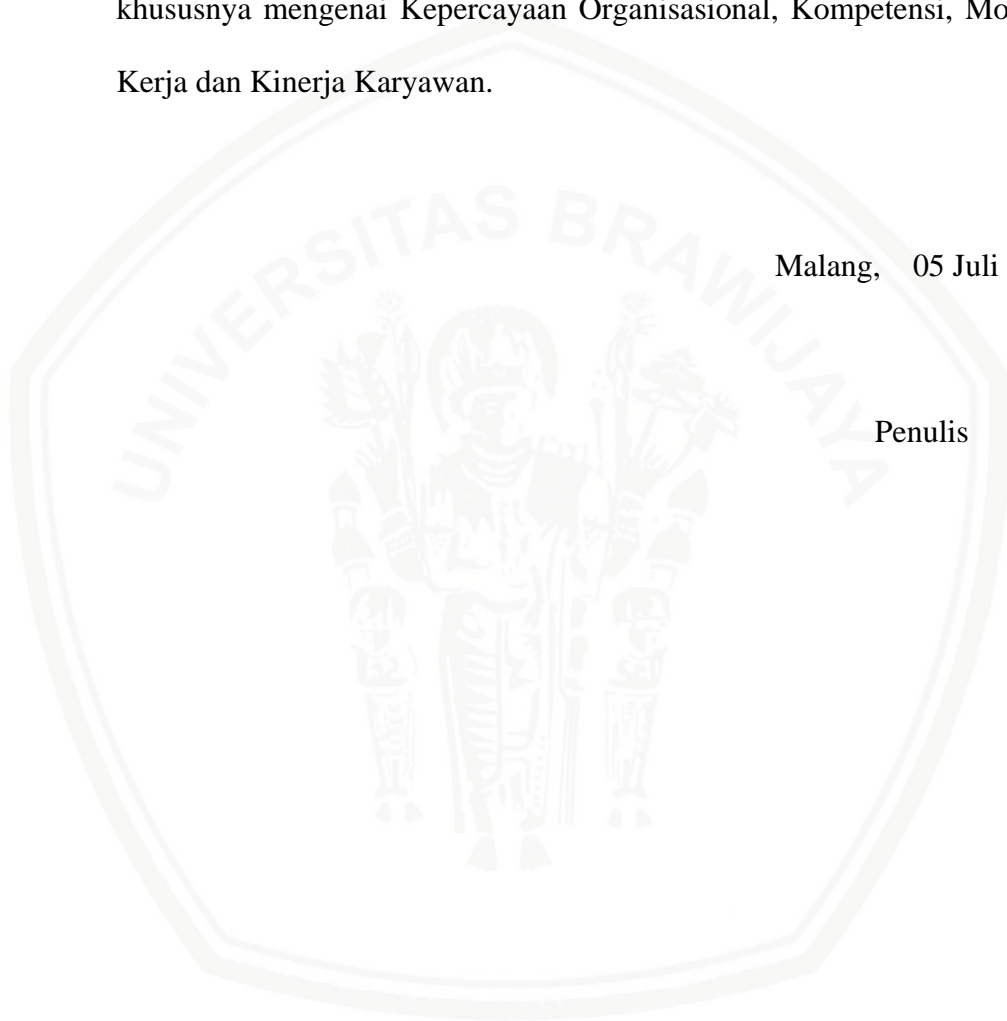 khususnya mengenai Kepercayaan Organisasional, Kompetensi, Mo
Kerja dan Kinerja Karyawan.
UNIVERSITAS BRAWIJAYA
Malang, 05 Juli
Penulis